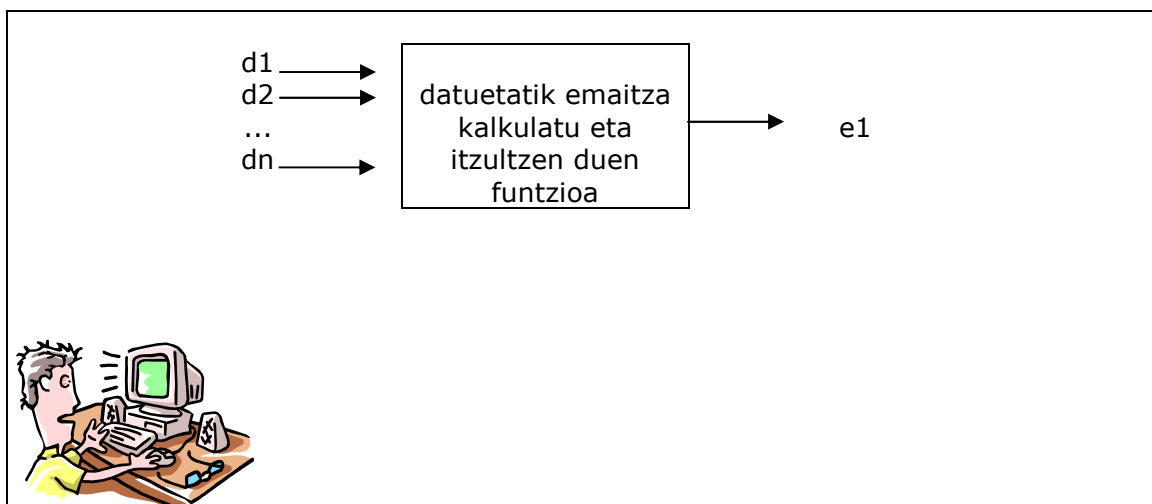 d1
d2
...
dn
datuetatik emaitza
kalkulatu eta
itzultzen duen
funtzioa
e1